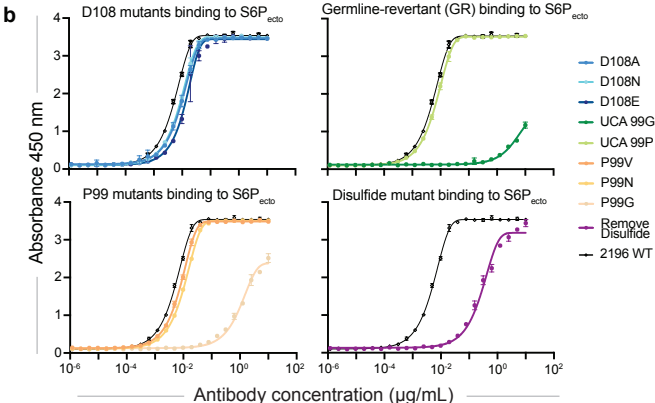 b
D108 mutants binding to S6Pecto
Germline-revertant (GR) binding to S6Pecto
4
3
2
1
0
D108A
D108N
D108E
UCA 99G
UCA 99P
P99V
P99N
P99G
Remove
Disulfide
2196 WT
Absorbance 450 nm
P99 mutants binding to S6Pecto
Disulfide mutant binding to S6Pecto
4
3
2
1
0
10-6 10-4 10-2 100 102
10-6 10-4 10-2 100 102
Antibody concentration (µg/mL)